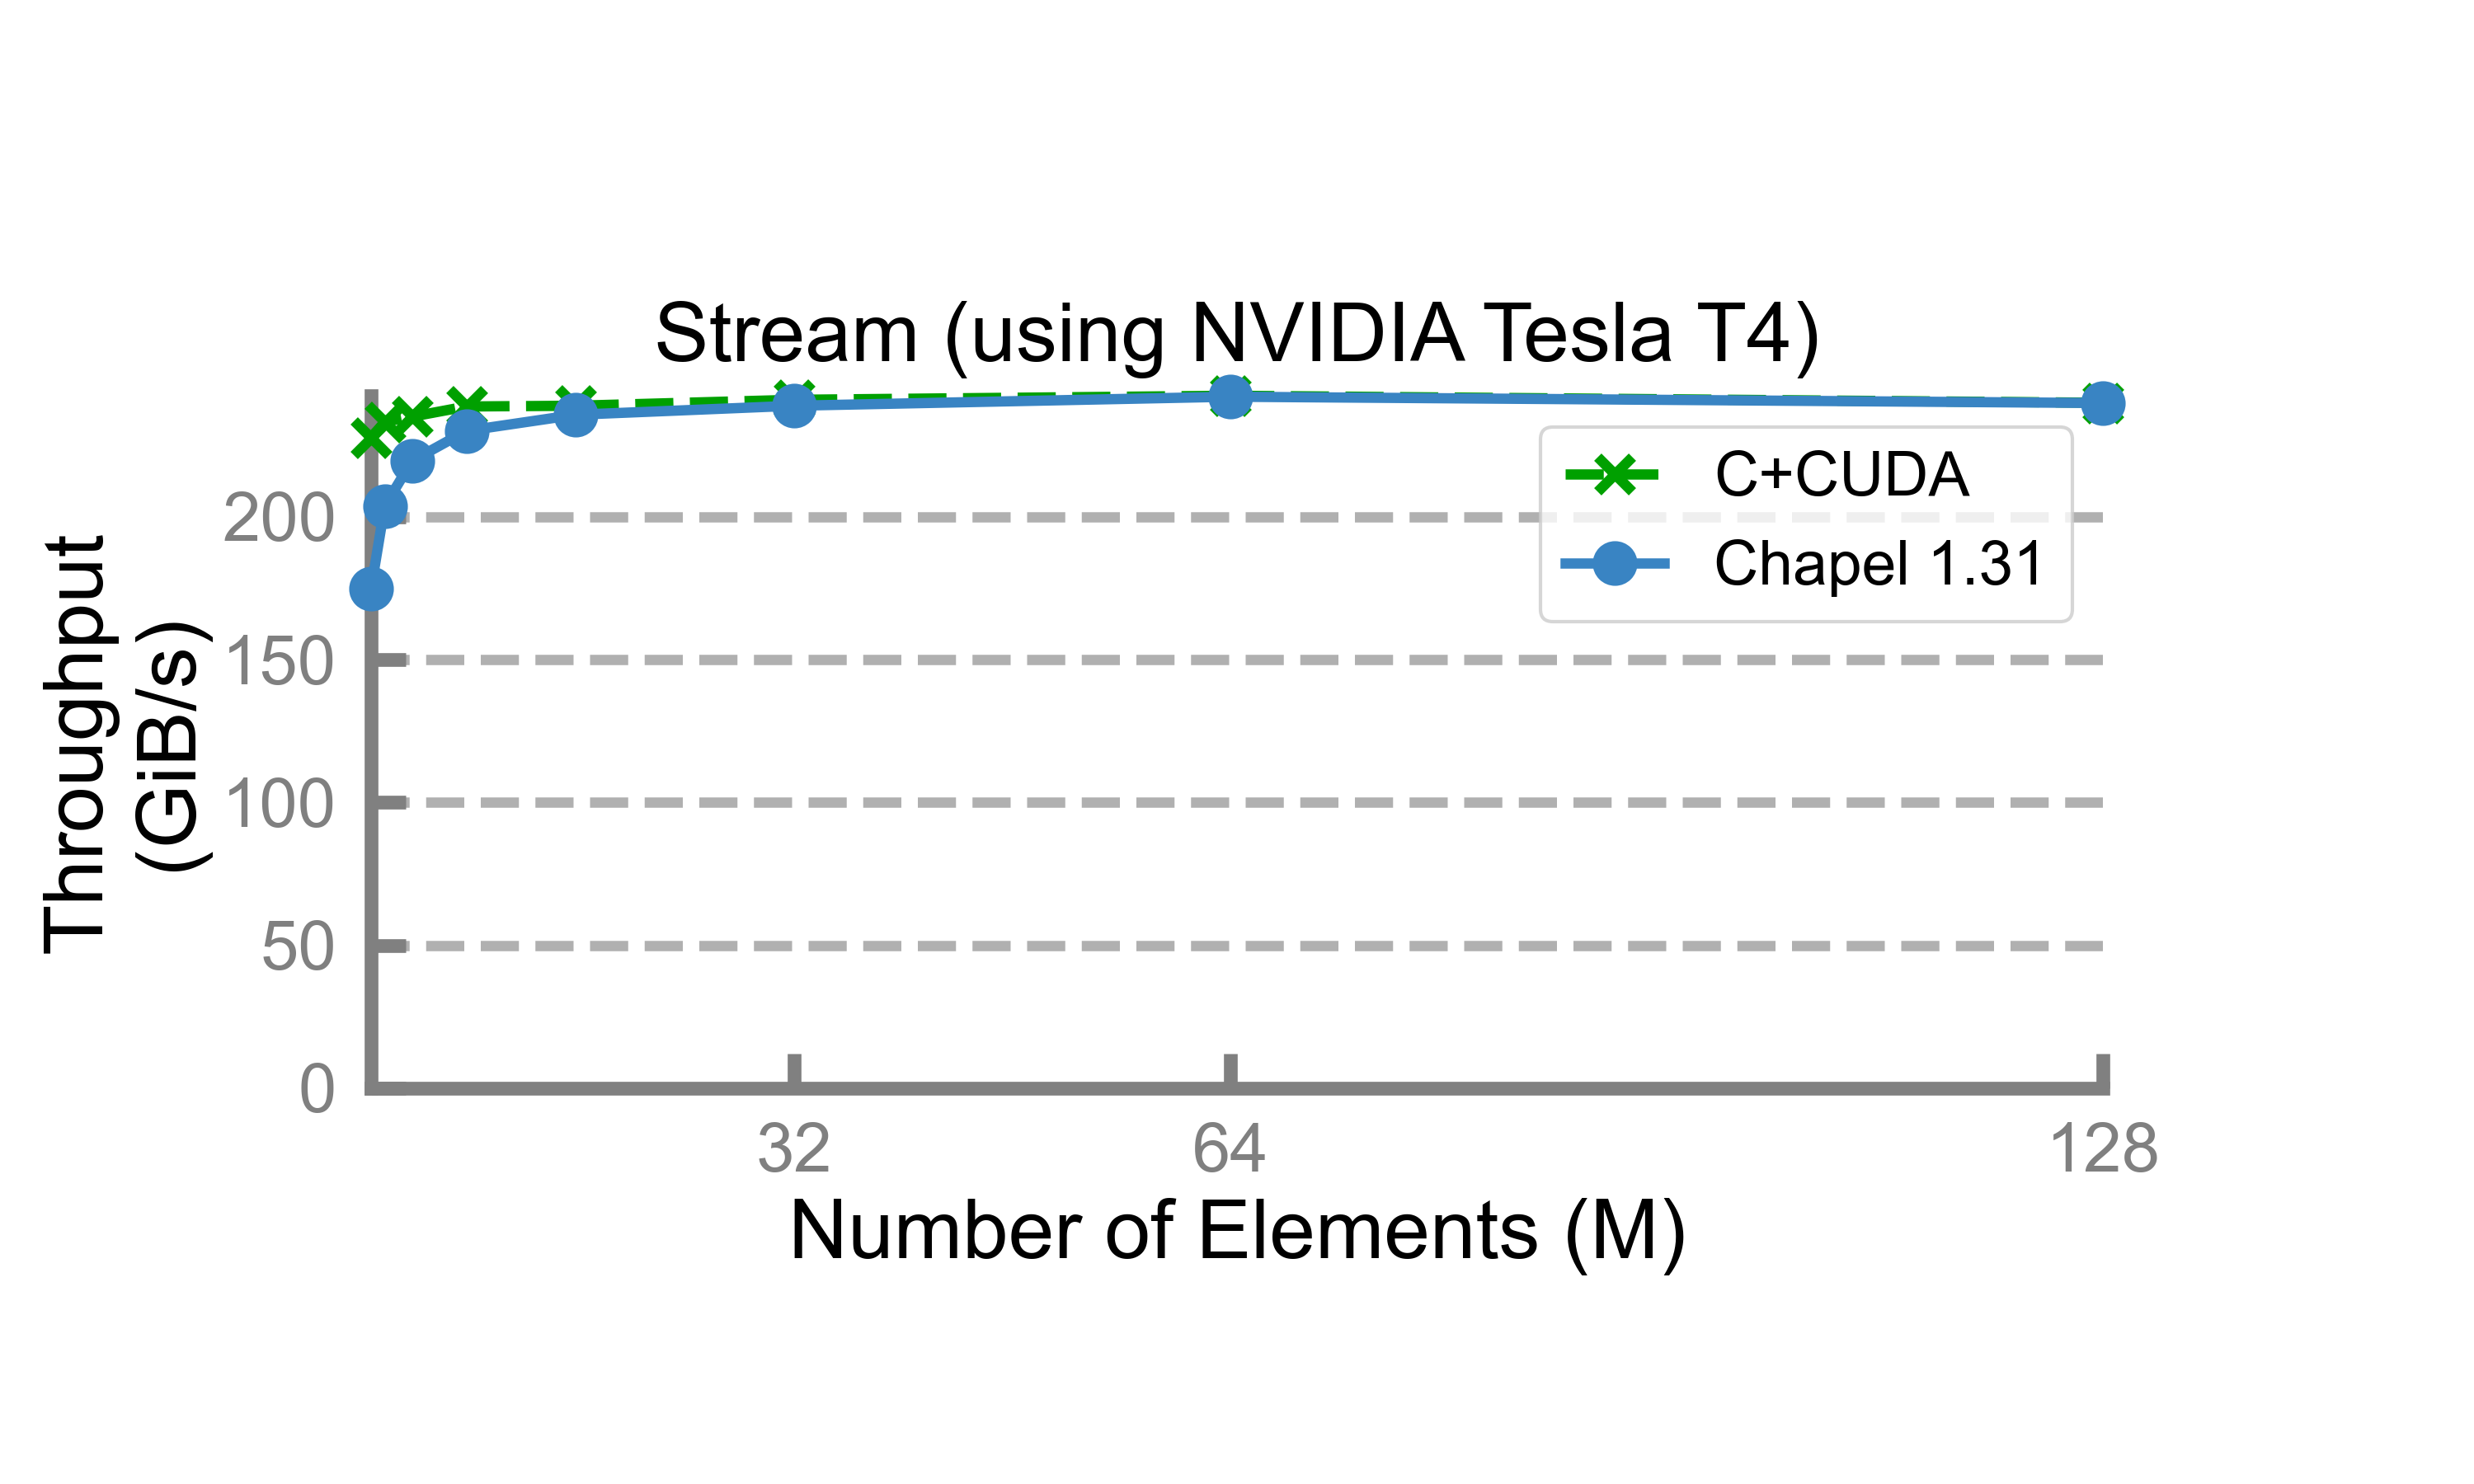 Stream (using NVIDIA Tesla T4)
C+CUDA
Chapel 1.31
Throughput
(GiB/s)
200
150
100
50
0
32 64 128
Number of Elements (M)